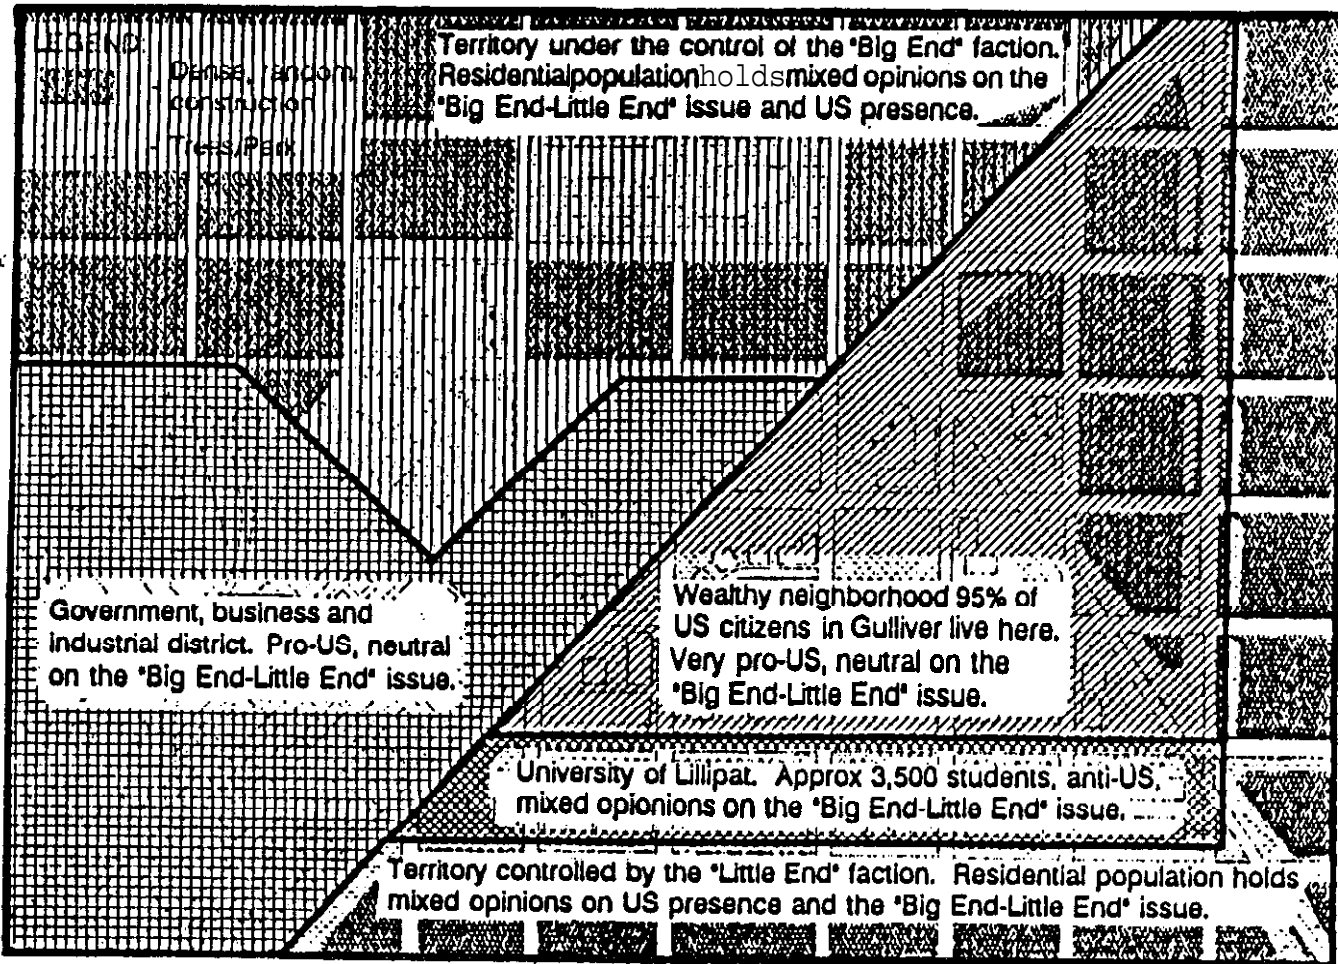 LEGEND:
Dense, random
construction
Trees/Park
Territory under the control of the "Big End" faction.
Residentialpopulationholdsmixed opinions on the
"Big End-Little End" issue and US presence.
Government, business and
industrial district. Pro-US, neutral
on the "Big End-Little End" issue.
Wealthy neighborhood 95% of
US citizens in Gulliver live here.
Very pro-US, neutral on the
"Big End-Little End" issue.
University of Lillipat. Approx 3,500 students, anti-US,
mixed opionions on the "Big End-Little End" issue.
Territory controlled by the "Little End" faction. Residential population holds
mixed opinions on US presence and the "Big End-Little End" issue.